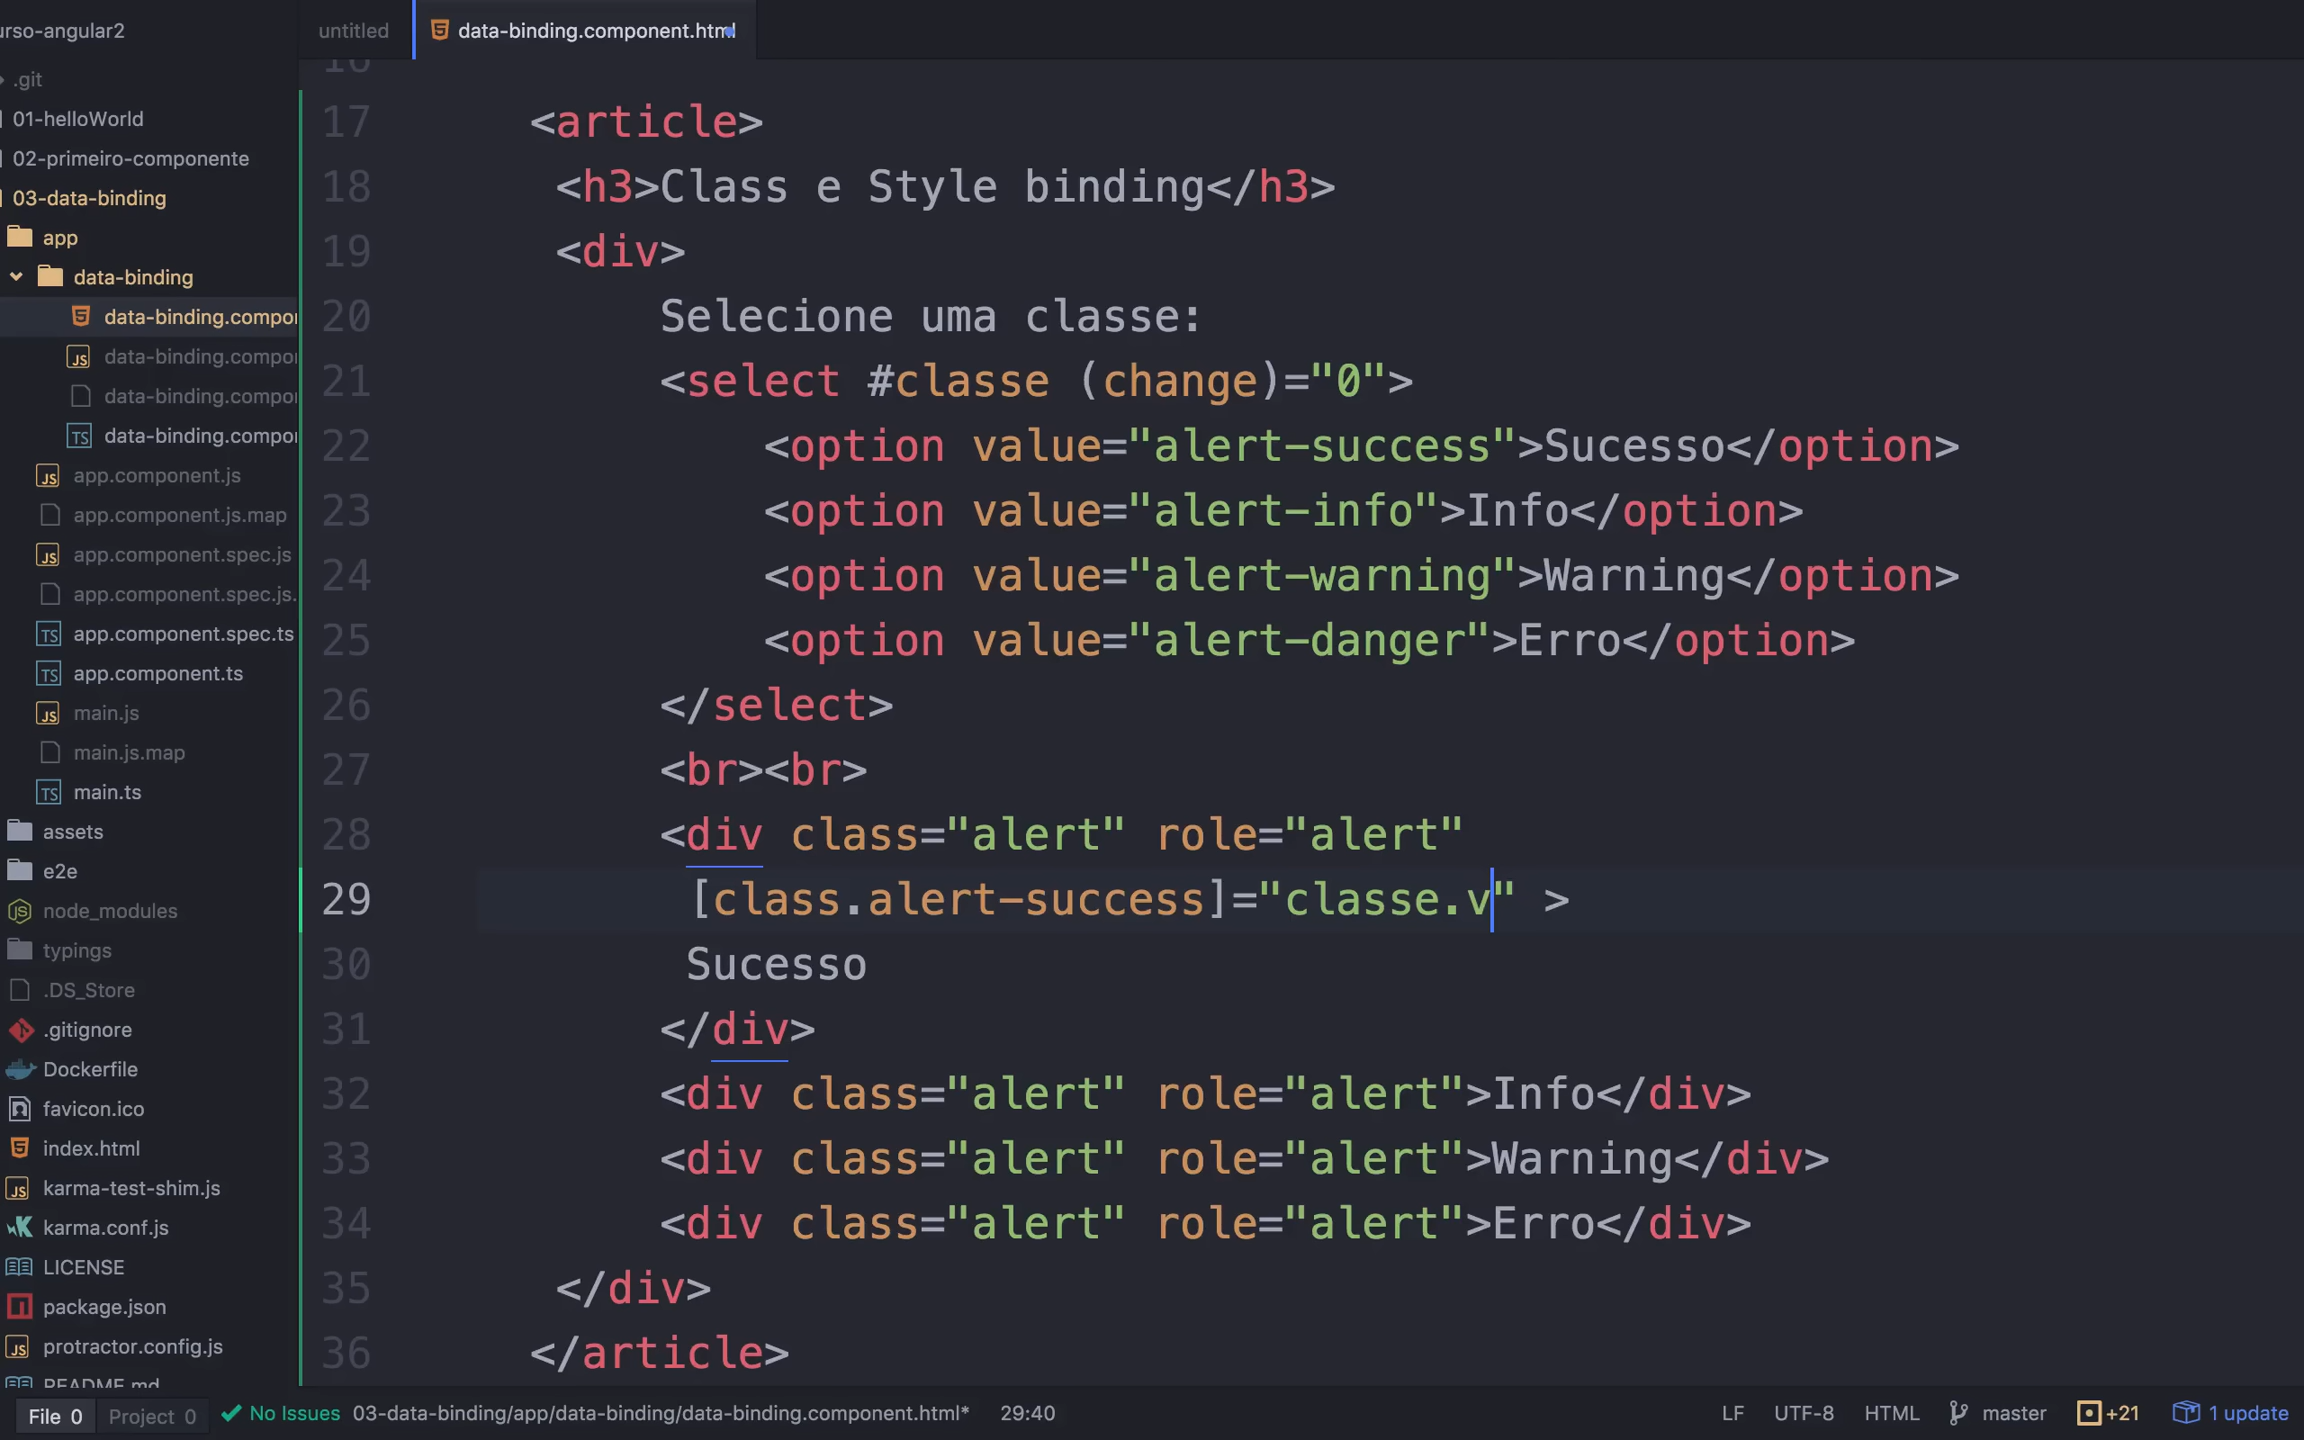 urso-angular2
untitled
data-binding.component.html
.git
01-helloWorld
02-primeiro-componente
03-data-binding
app
data-binding
data-binding.compo
data-binding.compo
data-binding.compo
data-binding.compo
app.component.js
app.component.js.map
app.component.spec.js
app.component.spec.js.
app.component.spec.ts
app.component.ts
main.js
main.js.map
main.ts
assets
e2e
node_modules
typings
.DS_Store
.gitignore
Dockerfile
favicon.ico
index.html
karma-test-shim.js
karma.conf.js
LICENSE
package.json
protractor.config.js
README.md
16
17 <article>
18 <h3>Class e Style binding</h3>
19 <div>
20 Selecione uma classe:
21 <select #classe (change)="0">
22 <option value="alert-success">Sucesso</option>
23 <option value="alert-info">Info</option>
24 <option value="alert-warning">Warning</option>
25 <option value="alert-danger">Erro</option>
26 </select>
27 <br><br>
28 <div class="alert" role="alert"
29 [class.alert-success]="classe.v" >
30 Sucesso
31 </div>
32 <div class="alert" role="alert">Info</div>
33 <div class="alert" role="alert">Warning</div>
34 <div class="alert" role="alert">Erro</div>
35 </div>
36 </article>
File 0 Project 0 No Issues 03-data-binding/app/data-binding/data-binding.component.html* 29:40 LF UTF-8 HTML master +21 1 update